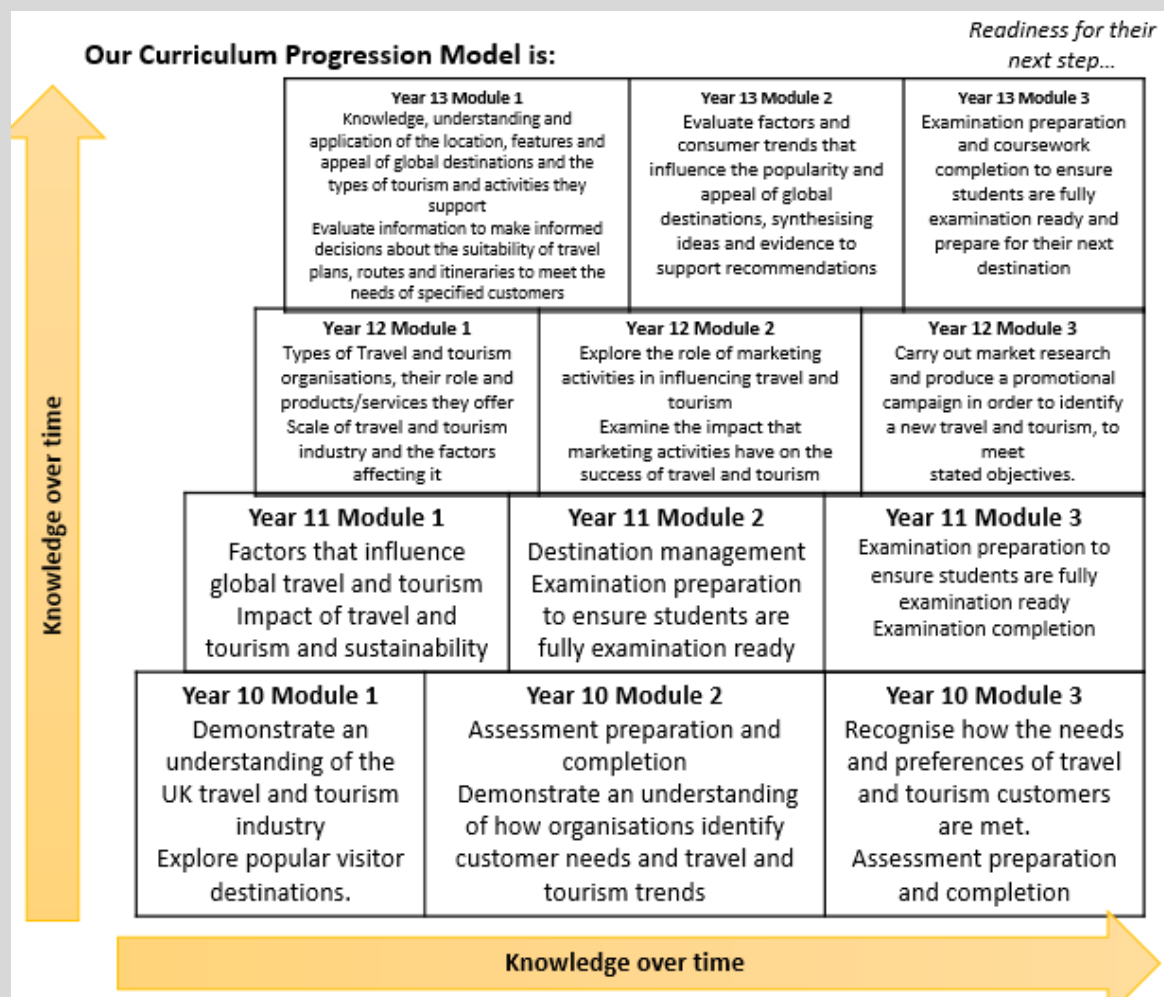 Readiness for their
next step...
Our Curriculum Progression Model is:
Year 13 Module 1
Knowledge, understanding and
application of the location, features and
appeal of global destinations and the
types of tourism and activities they
support
Evaluate information to make informed
decisions about the suitability of travel
plans, routes and itineraries to meet the
needs of specified customers
Year 13 Module 2
Evaluate factors and
consumer trends that
influence the popularity and
appeal of global
destinations, synthesising
ideas and evidence to
support recommendations
Year 13 Module 3
Examination preparation
and coursework
completion to ensure
students are fully
examination ready and
prepare for their next
destination
Year 12 Module 1
Types of Travel and tourism
organisations, their role and
products/services they offer
Scale of travel and tourism
industry and the factors
affecting it
Year 12 Module 2
Explore the role of marketing
activities in influencing travel and
tourism
Examine the impact that
marketing activities have on the
success of travel and tourism
Year 12 Module 3
Carry out market research
and produce a promotional
campaign in order to identify
a new travel and tourism, to
meet
stated objectives.
Year 11 Module 1
Factors that influence
global travel and tourism
Impact of travel and
tourism and sustainability
Year 11 Module 2
Destination management
Examination preparation
to ensure students are
fully examination ready
Year 11 Module 3
Examination preparation to
ensure students are fully
examination ready
Examination completion
Year 10 Module 1
Demonstrate an
understanding of the
UK travel and tourism
industry
Explore popular visitor
destinations.
Year 10 Module 2
Assessment preparation and
completion
Demonstrate an understanding
of how organisations identify
customer needs and travel and
tourism trends
Year 10 Module 3
Recognise how the needs
and preferences of travel
and tourism customers
are met.
Assessment preparation
and completion
Knowledge over time
Knowledge over time